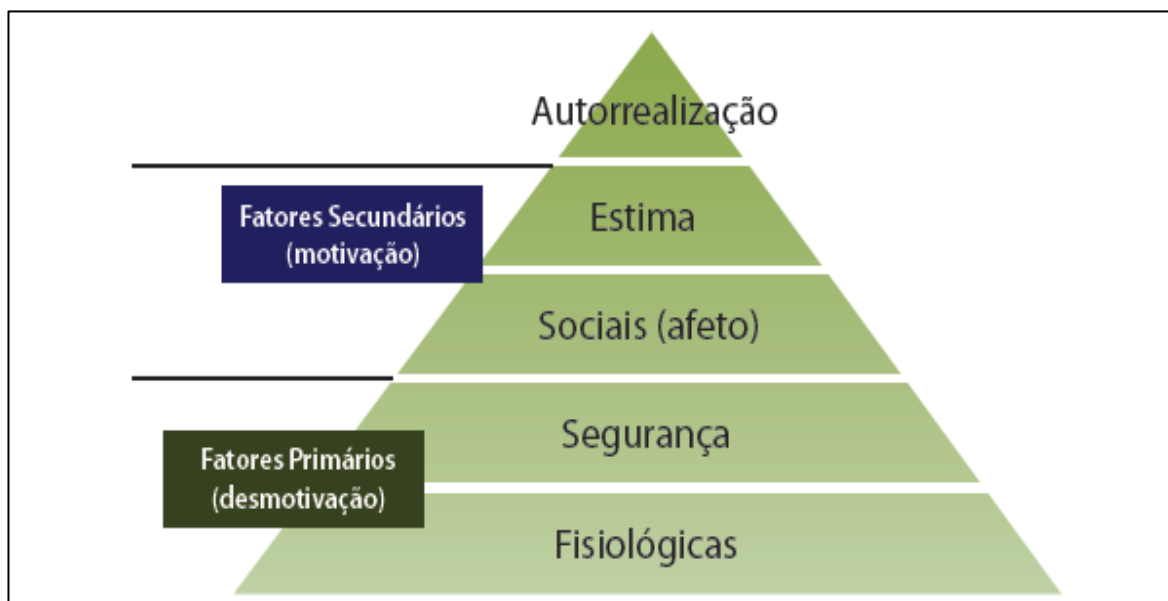 Autorrealização
Fatores Secundários
(motivação)
Estima
Sociais (afeto)
Segurança
Fatores Primários
(desmotivação)
Fisiológicas